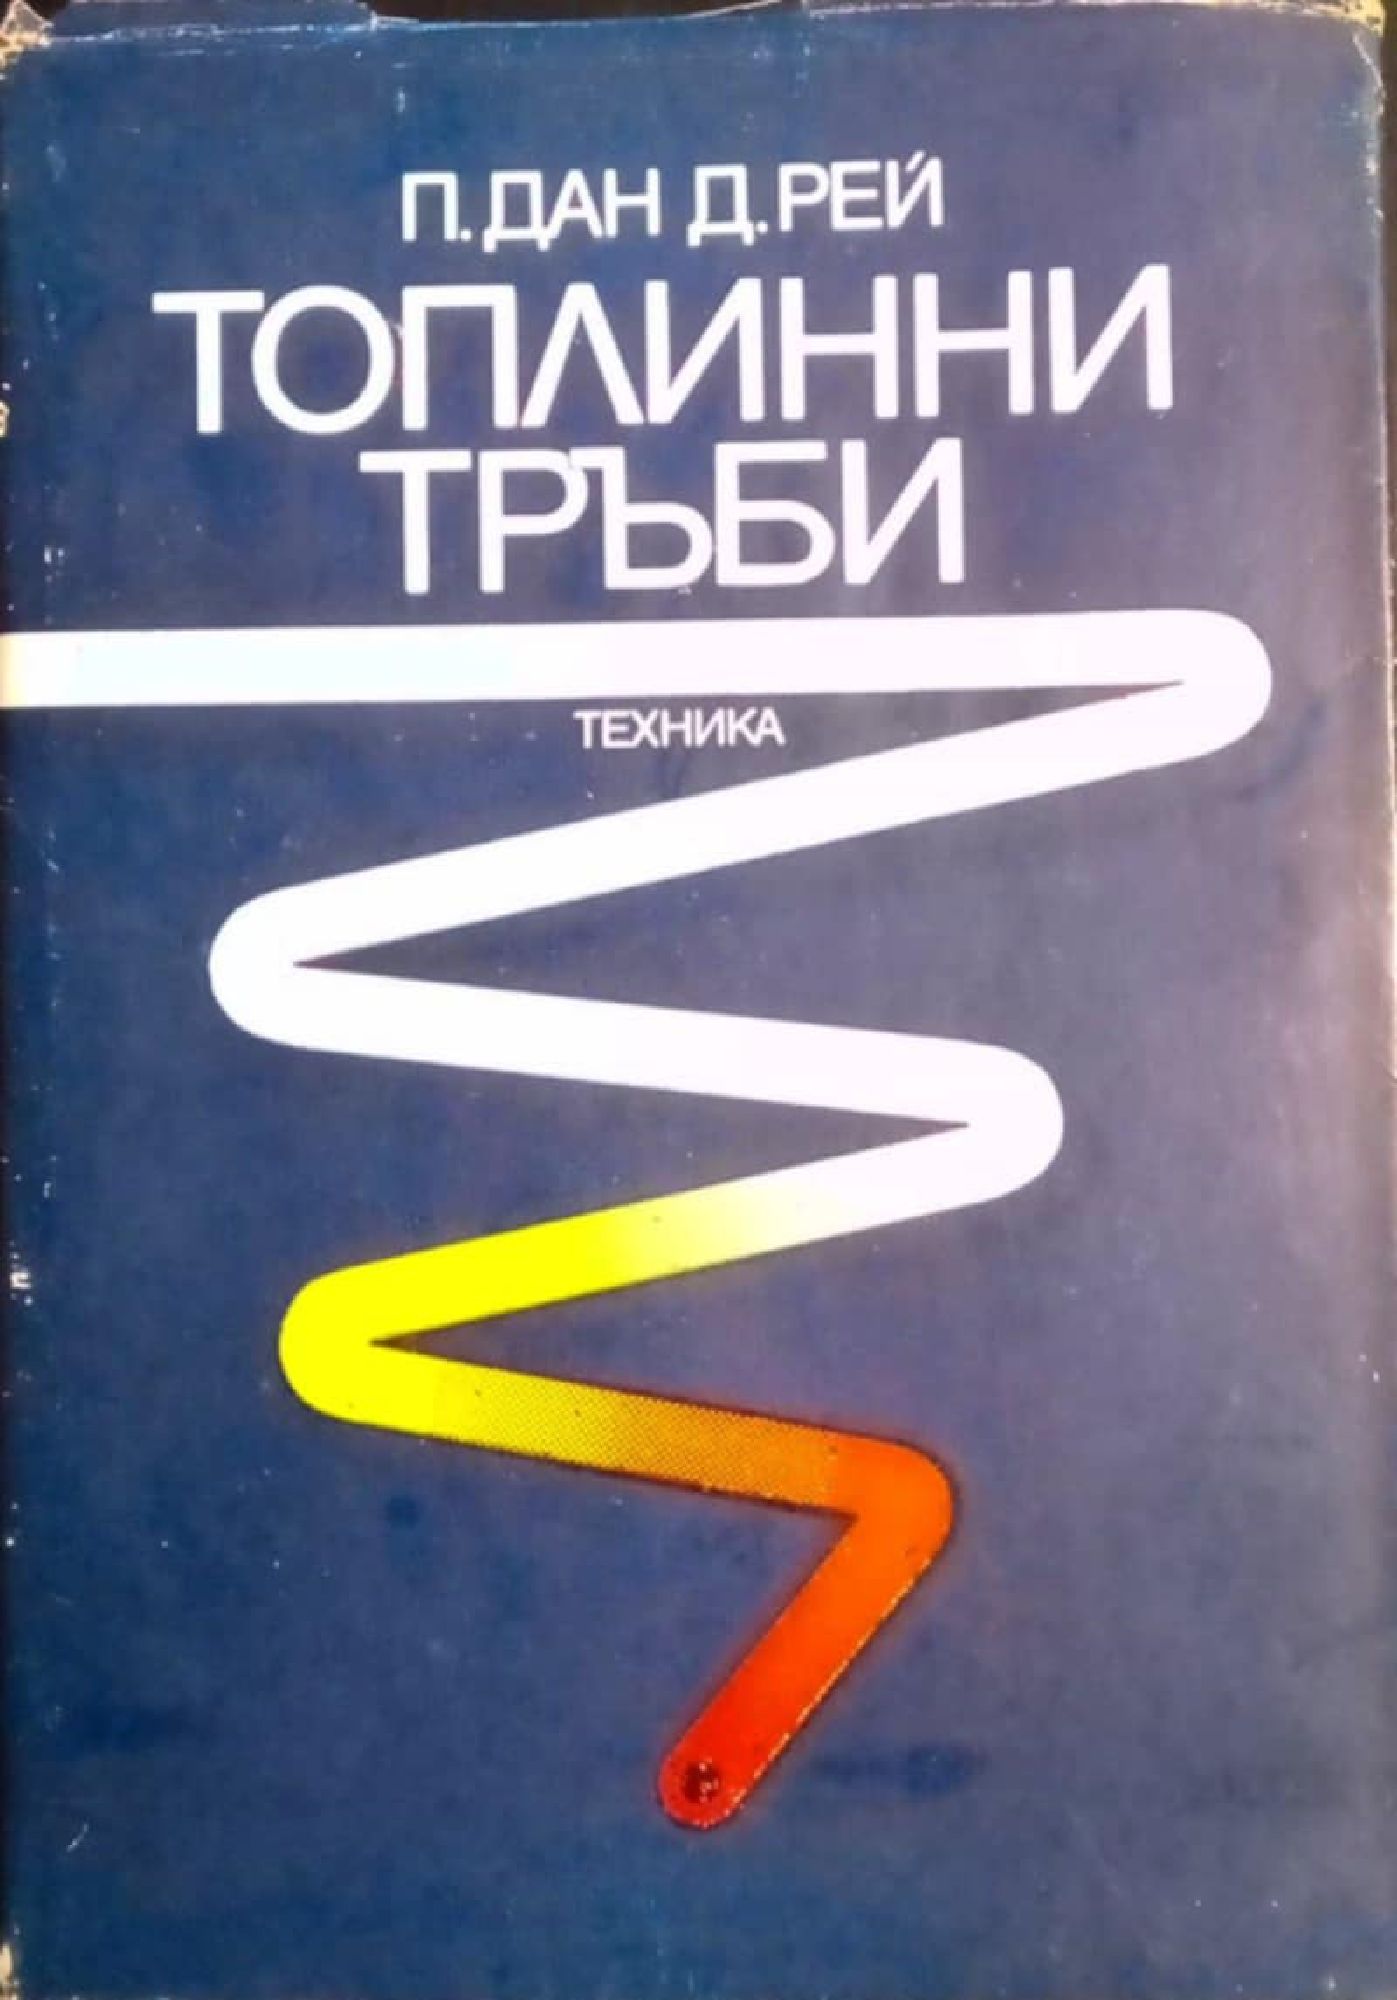 П. ДАН Д. РЕЙ
ТОПЛИННИ
ТРЪБИ
ТЕХНИКА